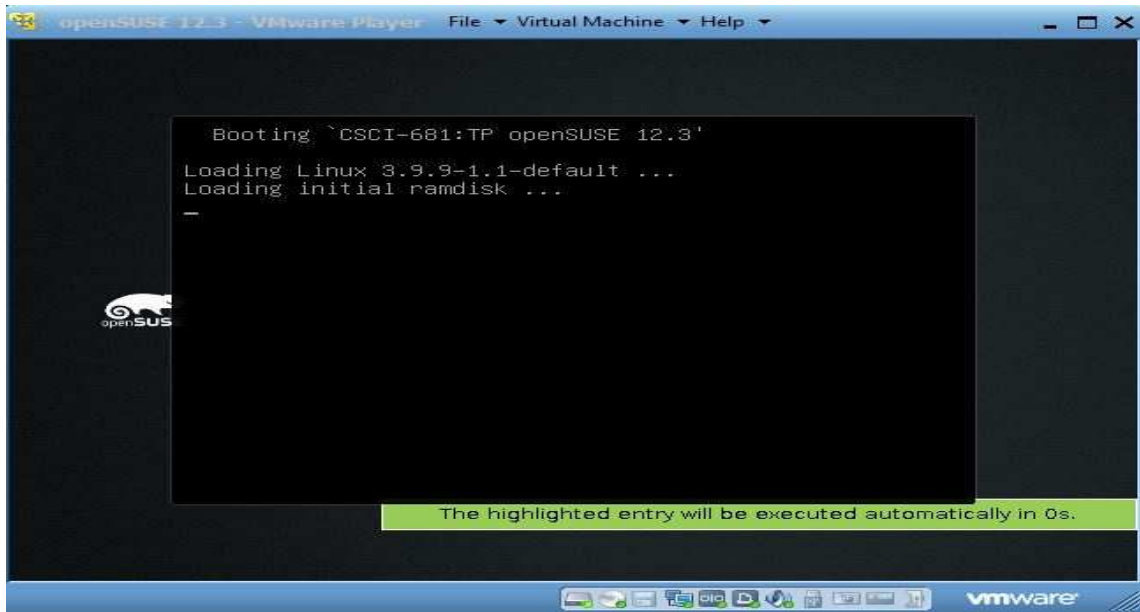 openSUSE 12.3 - VMware Player File Virtual Machine Help
Booting `CSCI-681:TP openSUSE 12.3'
Loading Linux 3.9.9-1.1-default ...
Loading initial ramdisk ...
openSUS
The highlighted entry will be executed automatically in 0s.
vmware